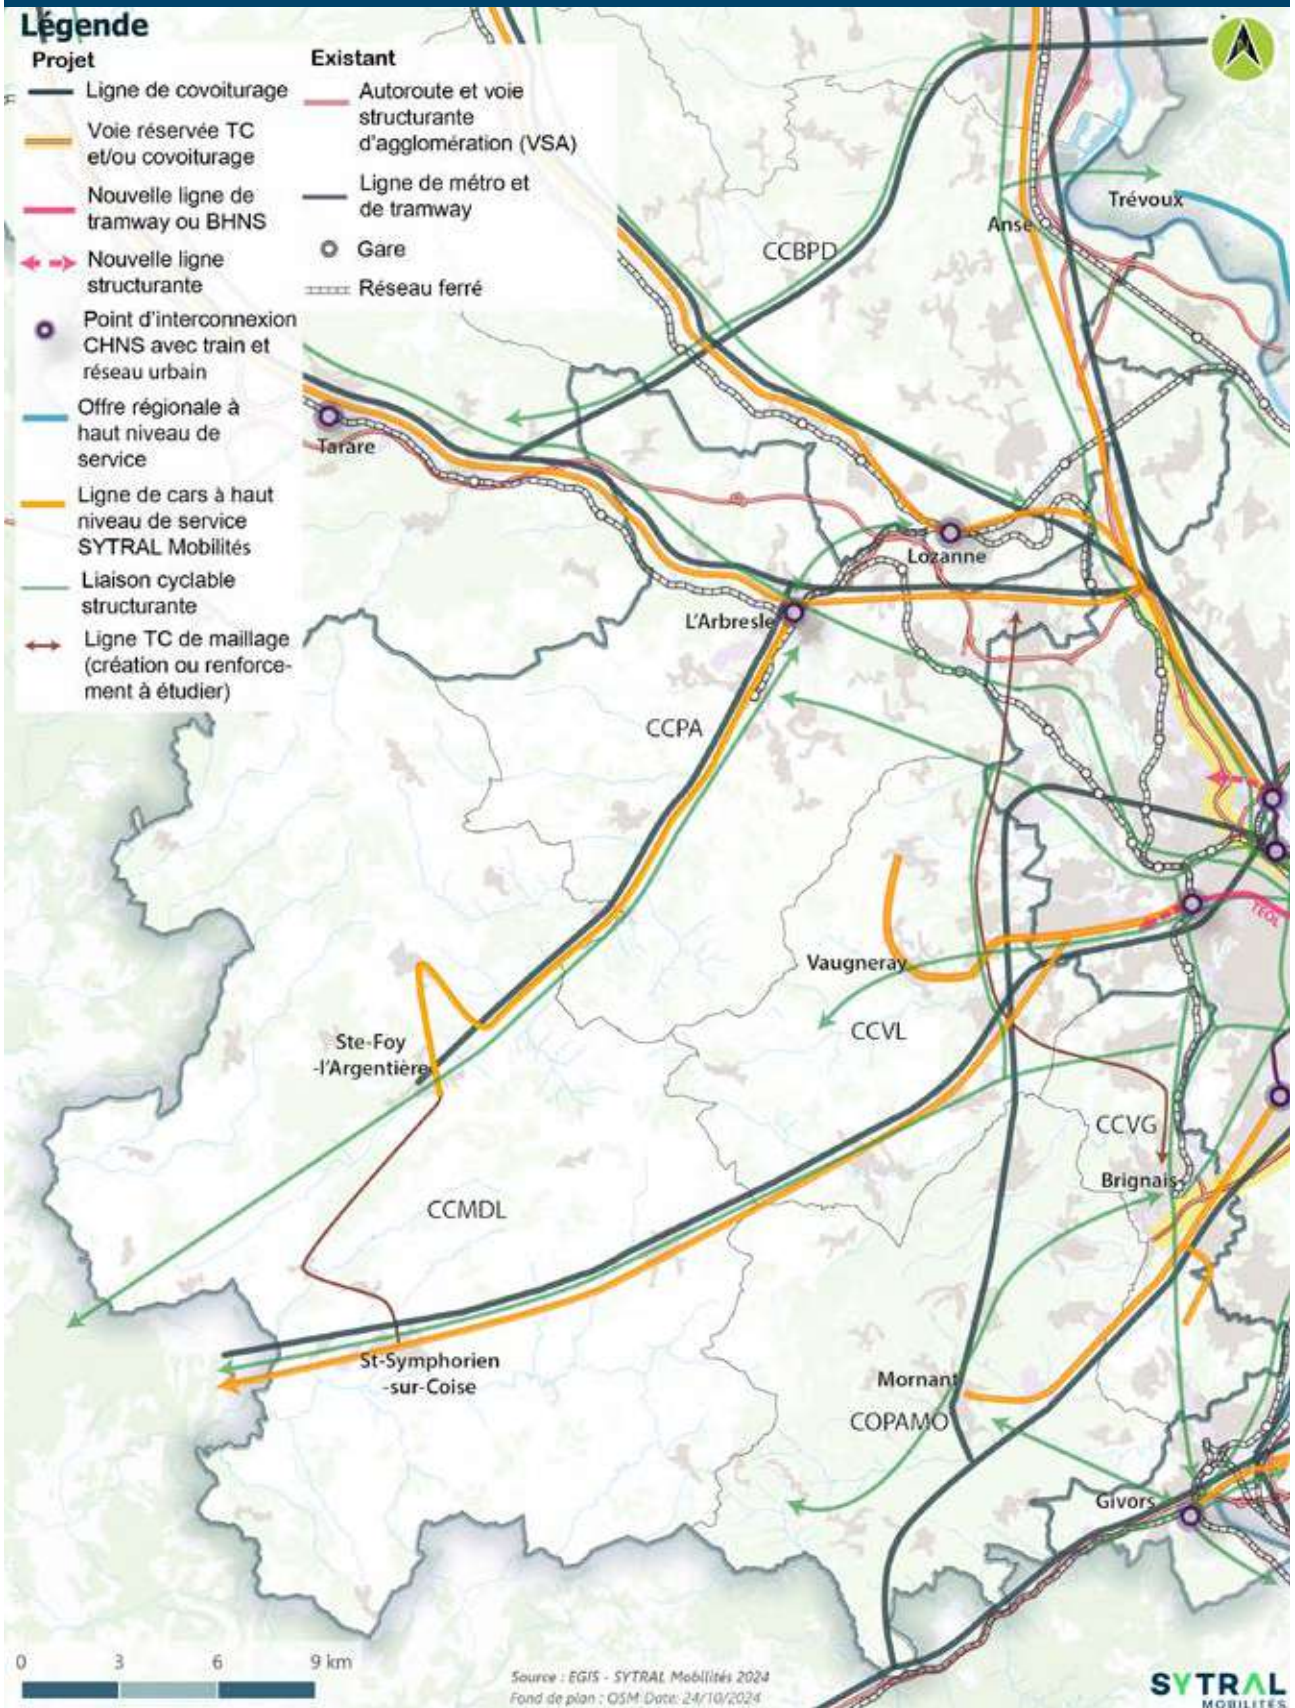 Légende
Projet
Ligne de covoiturage
Voie réservée TC
et/ou covoiturage
Nouvelle ligne de
tramway ou BHNS
Nouvelle ligne
structurante
Point d'interconnexion
CHNS avec train et
réseau urbain
Offre régionale à
haut niveau de
service
Ligne de cars à haut
niveau de service
SYTRAL Mobilités
Liaison cyclable
structurante
Ligne TC de maillage
(création ou renforce-
ment à étudier)
Existant
Autoroute et voie
structurante
d'agglomération (VSA)
Ligne de métro et
de tramway
Gare
Réseau ferré
Trévoux
Anse
CCBPD
Tarare
Lozanne
L'Arbresle
CCPA
TEOL
Vaugneray
CCVL
Ste-Foy
-l'Argentière
CCVG
Brignais
CCMDL
St-Symphorien
-sur-Coise
Mornant
COPAMO
Givors
0 3 6 9 km
Source : EGIS - SYTRAL Mobilités 2024
Fond de plan : OSM Date: 24/10/2024
SYTRAL
MOBILITÉS